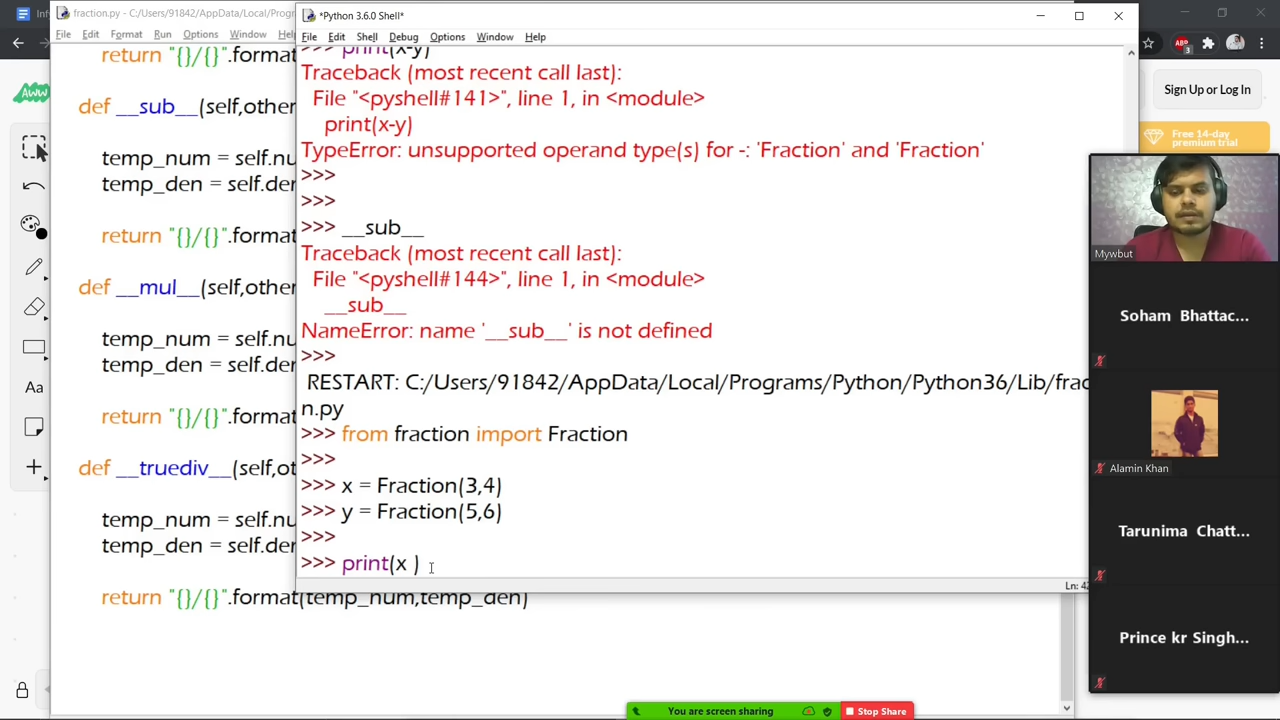 Inf
fraction.py - C:/Users/91842/AppData/Local/Progra
File Edit Format Run Options Window Help
return "{}/{}".format
def __sub__(self,other
temp_num = self.nu
temp_den = self.der
return "{}/{}".format
def __mul__(self,other
temp_num = self.nu
temp_den = self.der
return "{}/{}".format
def __truediv__(self,ot
temp_num = self.nu
temp_den = self.der
return "{}/{}".format(temp_num,temp_den)
*Python 3.6.0 Shell*
File Edit Shell Debug Options Window Help
>>> print(x-y)
Traceback (most recent call last):
File "<pyshell#141>", line 1, in <module>
print(x-y)
TypeError: unsupported operand type(s) for -: 'Fraction' and 'Fraction'
>>>
>>>
>>> __sub__
Traceback (most recent call last):
File "<pyshell#144>", line 1, in <module>
__sub__
NameError: name '__sub__' is not defined
>>>
RESTART: C:/Users/91842/AppData/Local/Programs/Python/Python36/Lib/frac
n.py
>>> from fraction import Fraction
>>>
>>> x = Fraction(3,4)
>>> y = Fraction(5,6)
>>>
>>> print(x )
Ln: 42
AWW
Aa
3
Sign Up or Log In
Free 14-day
premium trial
Mywbut
Soham Bhattac...
Alamin Khan
Tarunima Chatt...
Prince kr Singh...
You are screen sharing
Stop Share